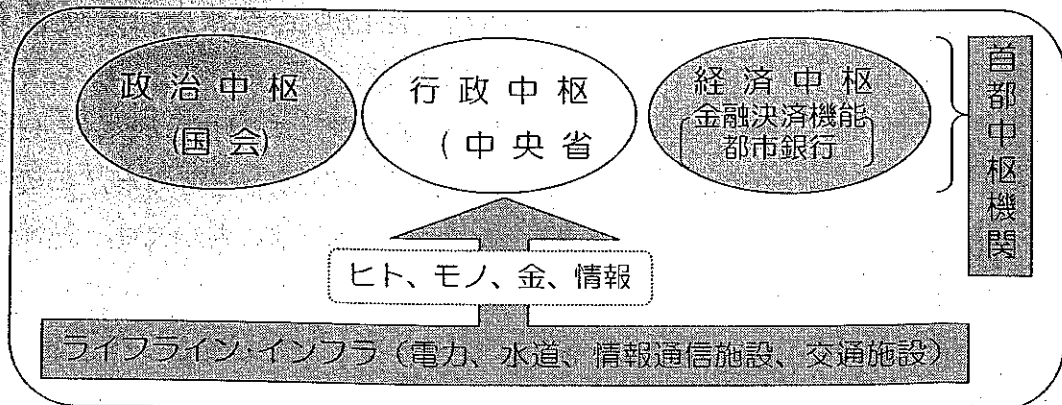 政治中枢
(国会)
行政中枢
(中央省
経済中枢
金融決済機能
都市銀行
首都中枢機関
ヒト、モノ、金、情報
ライフライン・インフラ(電力、水道、情報通信施設、交通施設)